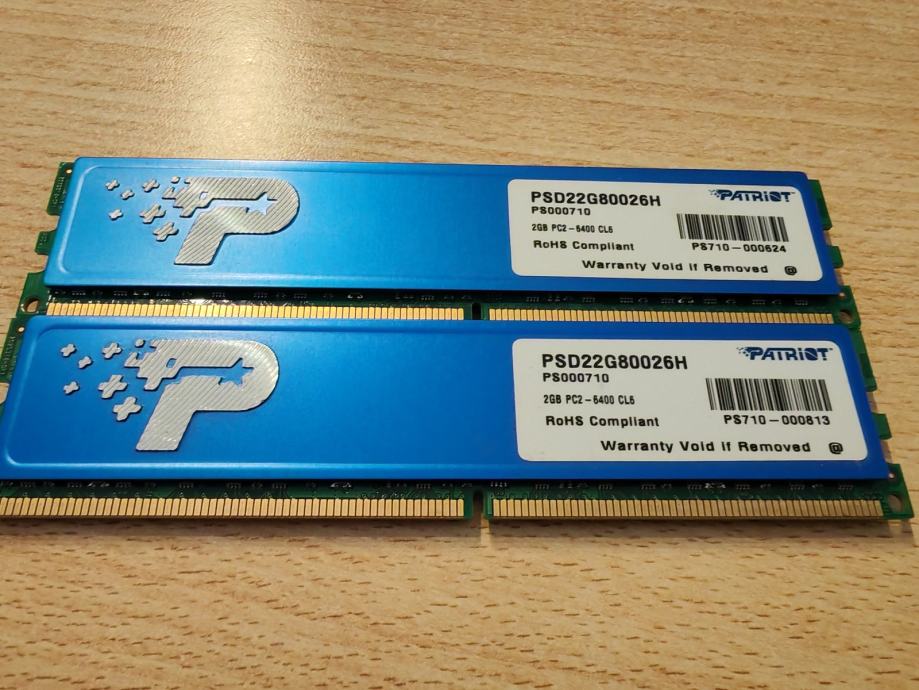 PSD22G80026H
PATRiOT
PS000710
2GB PC2-6400 CL6
PS710-000624
RoHS Compliant
Warranty Void if Removed @
PSD22G80026H
PATRiOT
PS000710
2GB PC2-6400 CL6
PS710-000813
RoHS Compliant
Warranty Void if Removed @